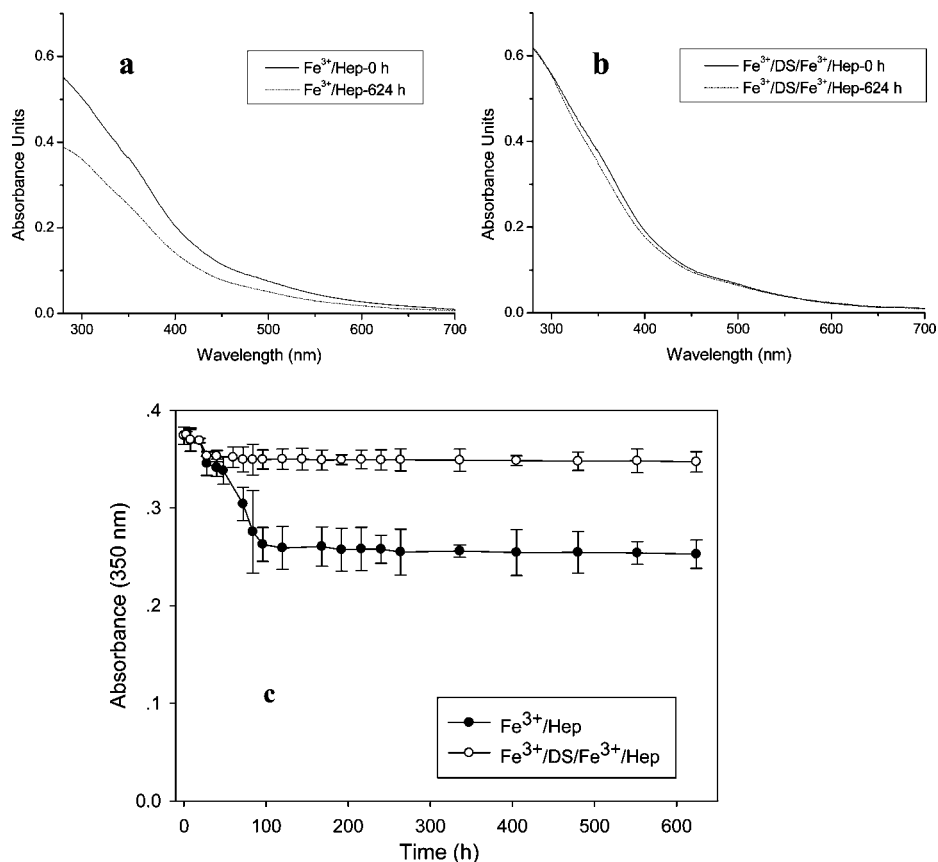 a
Fe³⁺/Hep-0 h
Fe³⁺/Hep-624 h
Absorbance Units
0.6
0.4
0.2
0.0
300 400 500 600 700
Wavelength (nm)
b
Fe³⁺/DS/Fe³⁺/Hep-0 h
Fe³⁺/DS/Fe³⁺/Hep-624 h
Absorbance Units
0.6
0.4
0.2
0.0
300 400 500 600 700
Wavelength (nm)
Absorbance (350 nm)
.4
.3
.2
.1
0.0
c
Fe³⁺/Hep
Fe³⁺/DS/Fe³⁺/Hep
0 100 200 300 400 500 600
Time (h)